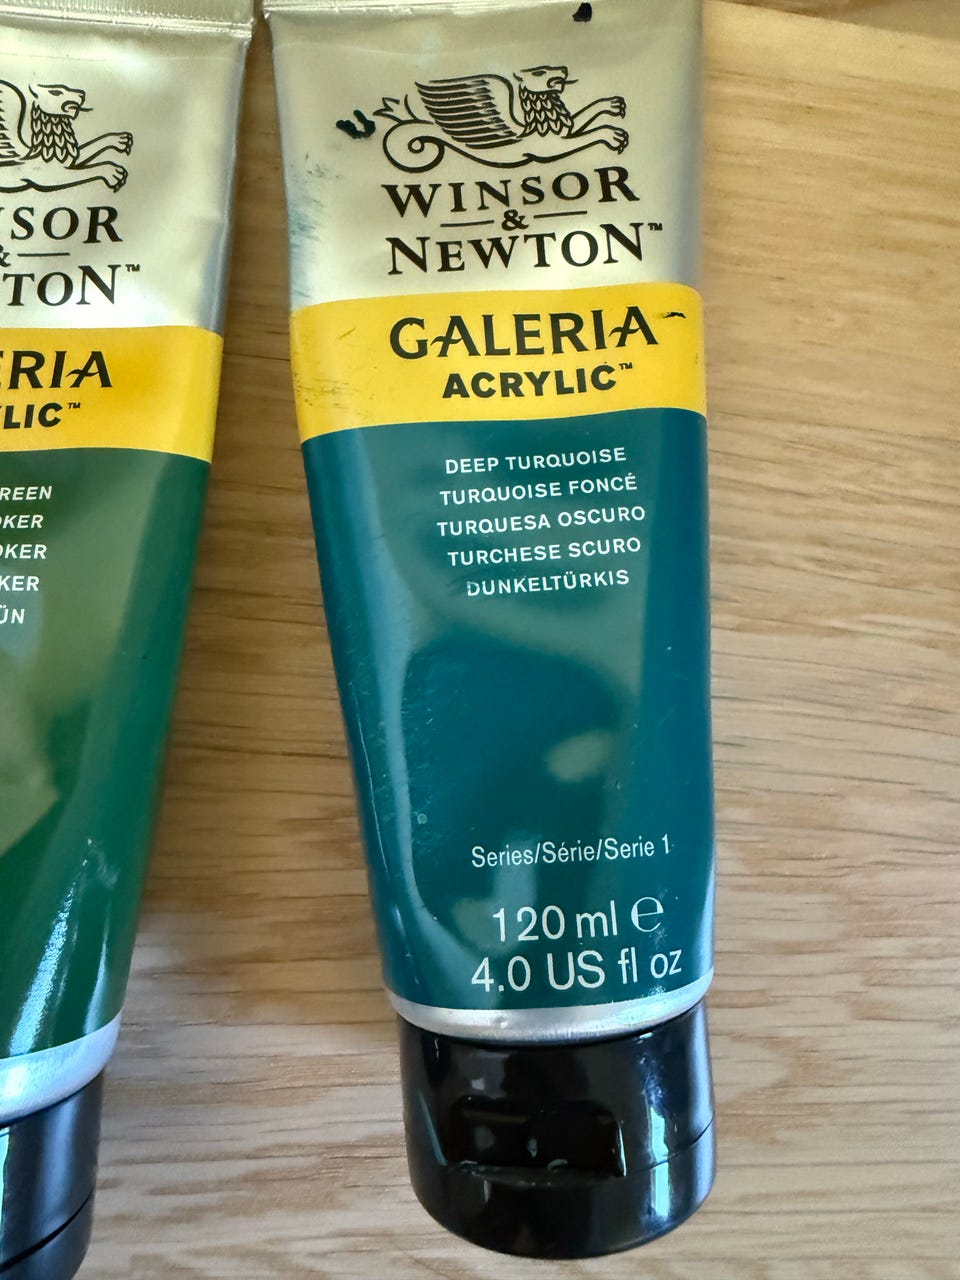 WINSOR
&
NEWTON™
GALERIA
ACRYLIC™
DEEP TURQUOISE
TURQUOISE FONCÉ
TURQUESA OSCURO
TURCHESE SCURO
DUNKELTÜRKIS
Series/Série/Serie 1
120 ml ℮
4.0 US fl oz
SOR
&
TON™
ERIA
LIC™
REEN
OKER
OKER
KER
ÜN